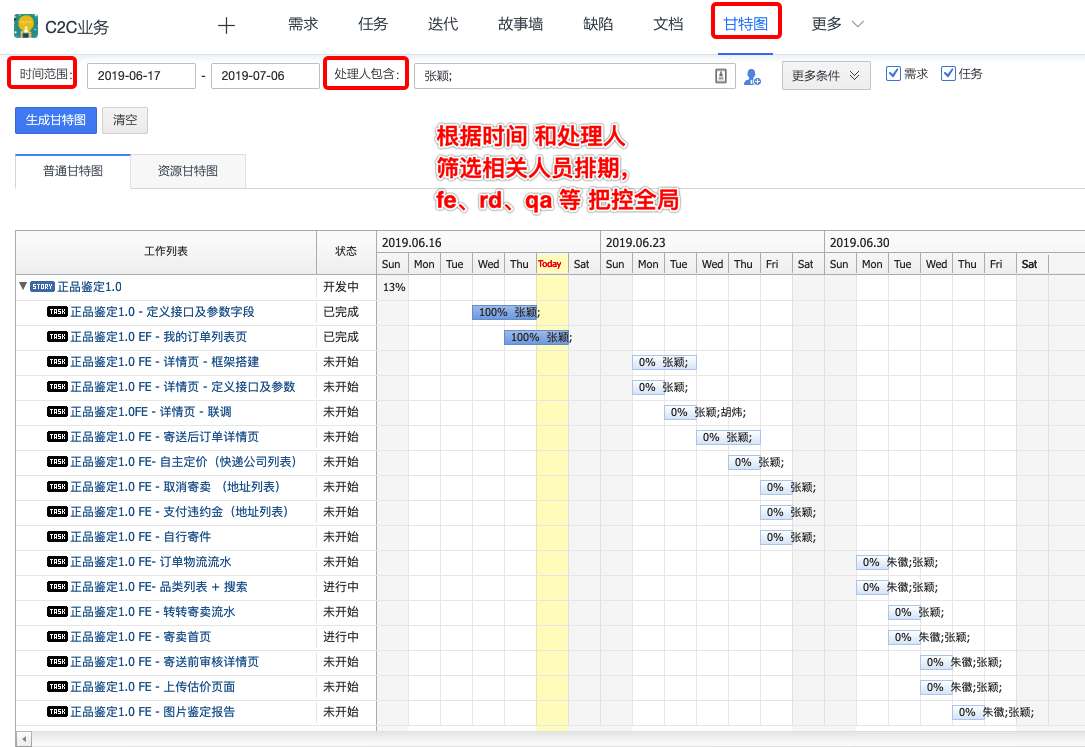 C2C业务
需求 任务 迭代 故事墙 缺陷 文档 甘特图 更多
时间范围: 2019-06-17 - 2019-07-06 处理人包含: 张颖; 更多条件 需求 任务
生成甘特图 清空
根据时间 和处理人
筛选相关人员排期,
fe、rd、qa 等 把控全局
普通甘特图 资源甘特图
工作列表 状态 2019.06.16 2019.06.23 2019.06.30
Sun Mon Tue Wed Thu Today Sat Sun Mon Tue Wed Thu Fri Sat Sun Mon Tue Wed Thu Fri Sat
STORY 正品鉴定1.0 开发中 13%
TASK 正品鉴定1.0 - 定义接口及参数字段 已完成 100% 张颖;
TASK 正品鉴定1.0 EF - 我的订单列表页 已完成 100% 张颖;
TASK 正品鉴定1.0 FE - 详情页 - 框架搭建 未开始 0% 张颖;
TASK 正品鉴定1.0 FE - 详情页 - 定义接口及参数 未开始 0% 张颖;
TASK 正品鉴定1.0FE - 详情页 - 联调 未开始 0% 张颖;胡炜;
TASK 正品鉴定1.0 FE - 寄送后订单详情页 未开始 0% 张颖;
TASK 正品鉴定1.0 FE- 自主定价（快递公司列表） 未开始 0% 张颖;
TASK 正品鉴定1.0 FE - 取消寄卖 （地址列表） 未开始 0% 张颖;
TASK 正品鉴定1.0 FE - 支付违约金（地址列表） 未开始 0% 张颖;
TASK 正品鉴定1.0 FE - 自行寄件 未开始 0% 张颖;
TASK 正品鉴定1.0 FE- 订单物流流水 未开始 0% 朱徽;张颖;
TASK 正品鉴定1.0 FE- 品类列表 + 搜索 进行中 0% 朱徽;张颖;
TASK 正品鉴定1.0 FE - 转转寄卖流水 未开始 0% 张颖;
TASK 正品鉴定1.0 FE - 寄卖首页 进行中 0% 朱徽;张颖;
TASK 正品鉴定1.0 FE - 寄送前审核详情页 未开始 0% 朱徽;张颖;
TASK 正品鉴定1.0 FE - 上传估价页面 未开始 0% 朱徽;张颖;
TASK 正品鉴定1.0 FE - 图片鉴定报告 未开始 0% 朱徽;张颖;